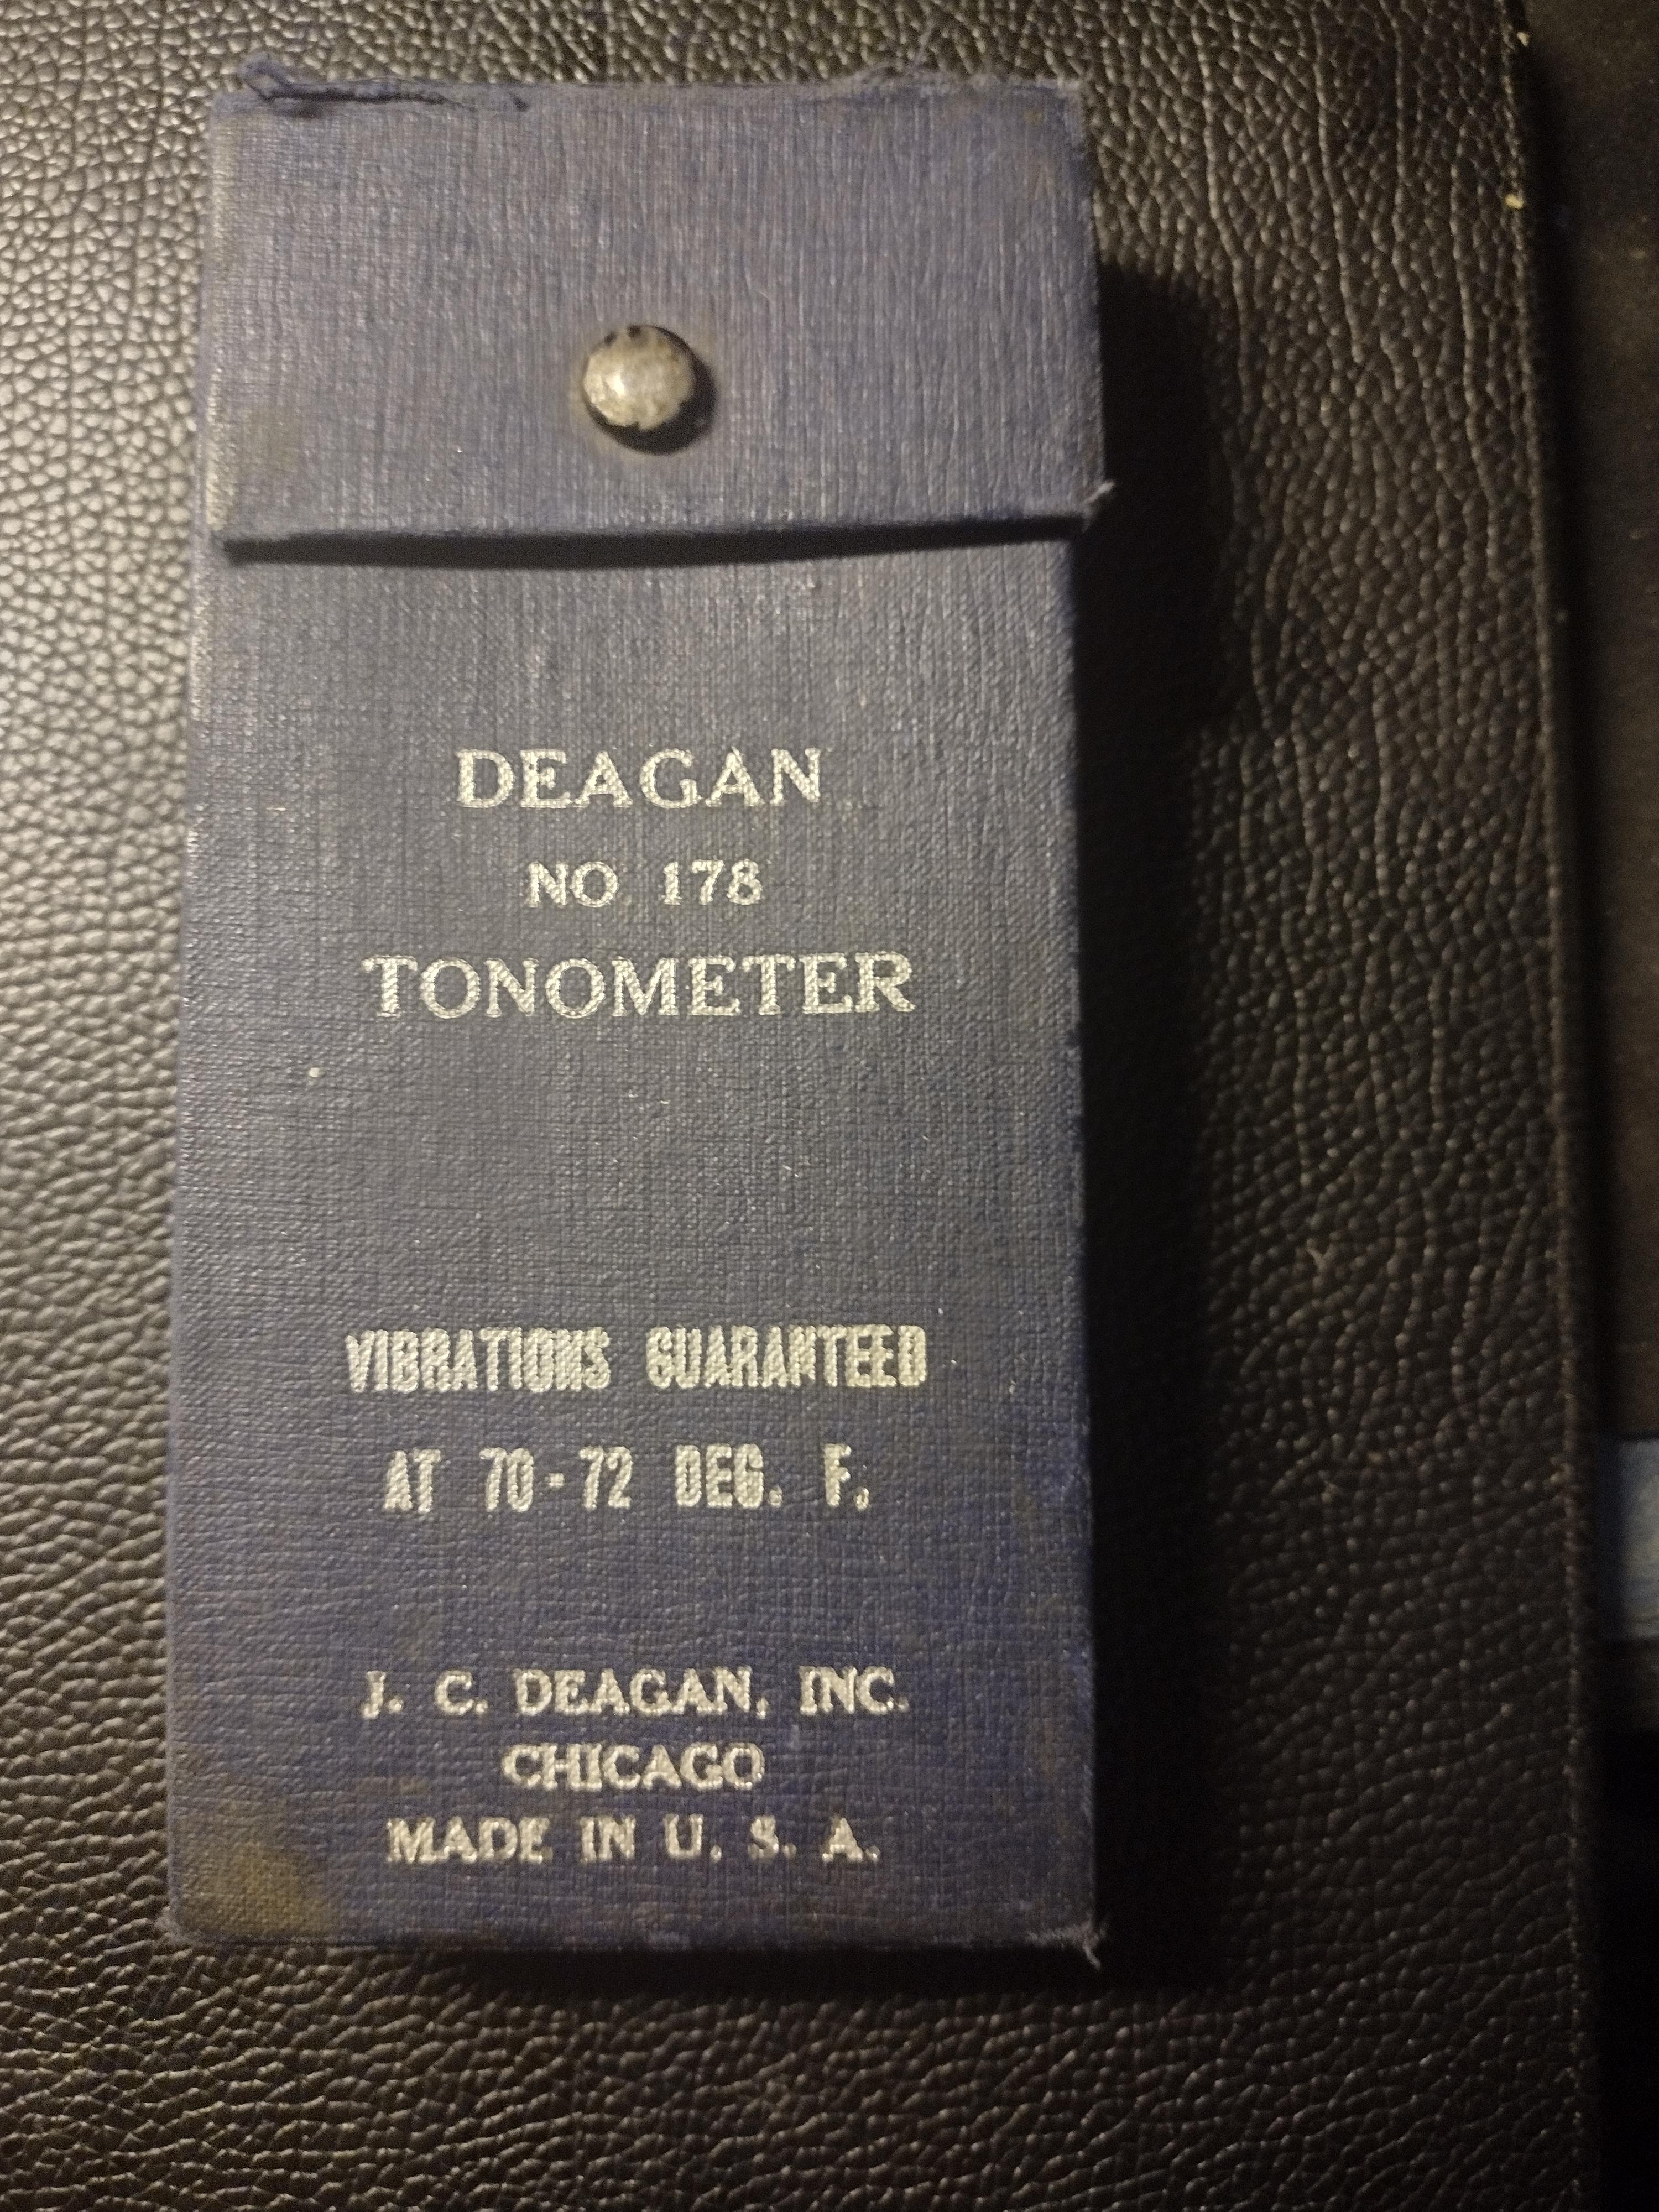 DEAGAN
NO 178
TONOMETER
VIBRATIONS GUARANTEED
AT 70-72 DEG. F.
J. C. DEAGAN, INC.
CHICAGO
MADE IN U. S. A.